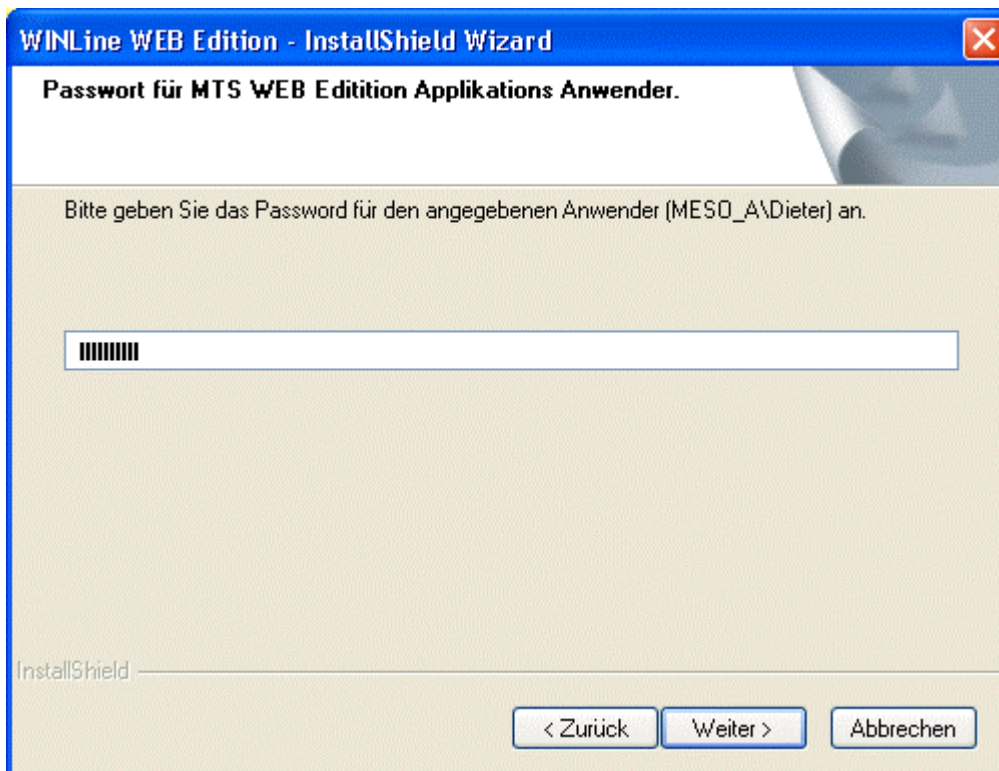 WINLine WEB Edition - InstallShield Wizard
Passwort für MTS WEB Editition Applikations Anwender.
Bitte geben Sie das Password für den angegebenen Anwender (MESO_A\Dieter) an.
InstallShield
< Zurück
Weiter >
Abbrechen